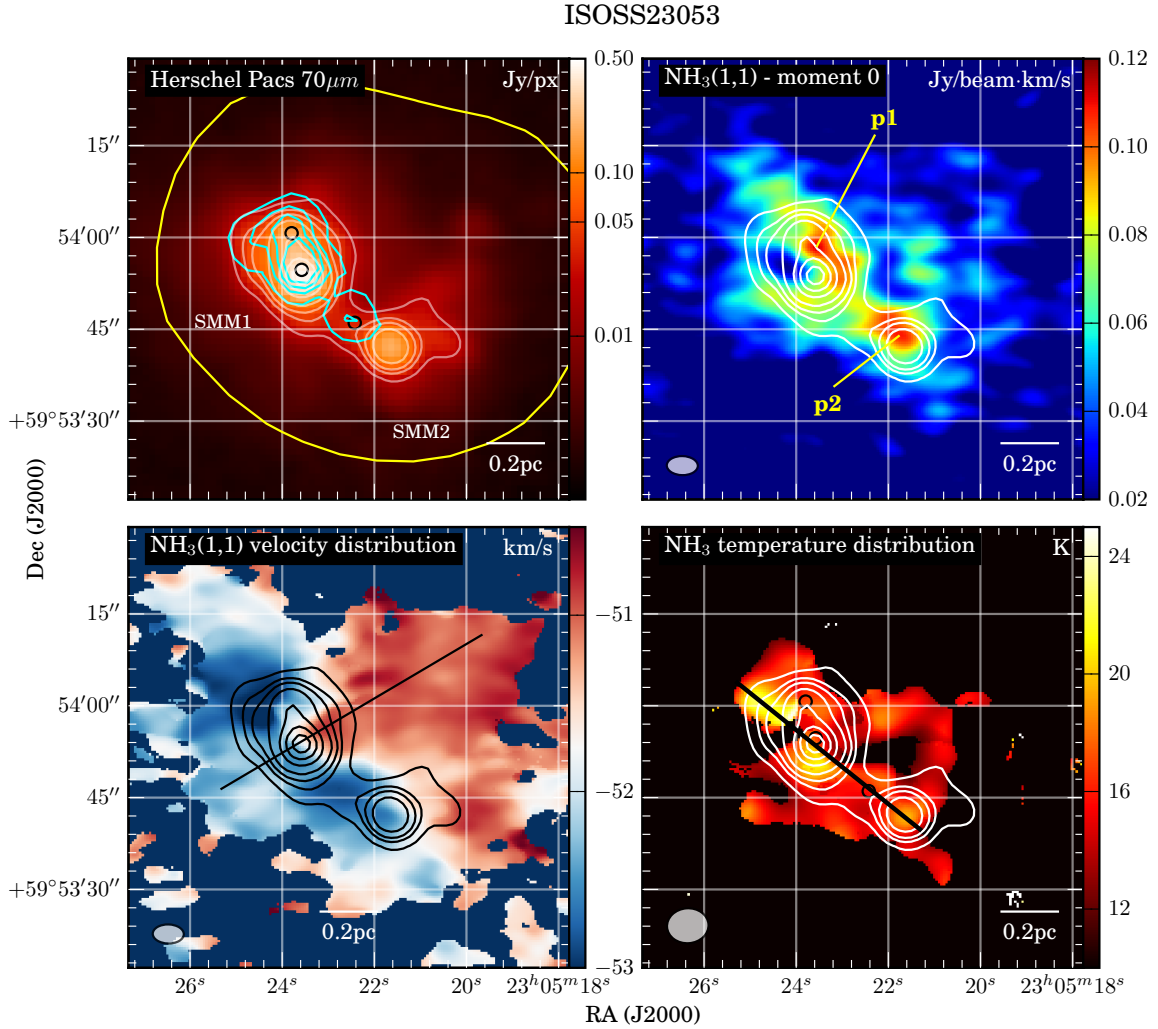 ISOSS23053
Herschel Pacs 70μm
Jy/px
SMM1
SMM2
0.2pc
15″
54′00″
45″
+59°53′30″
0.50
0.10
0.05
0.01
NH₃(1,1) - moment 0
Jy/beam·km/s
p1
p2
0.2pc
0.12
0.10
0.08
0.06
0.04
0.02
Dec (J2000)
NH₃(1,1) velocity distribution
km/s
0.2pc
15″
54′00″
45″
+59°53′30″
−51
−52
−53
26ˢ
24ˢ
22ˢ
20ˢ
23ʰ05ᵐ18ˢ
NH₃ temperature distribution
K
0.2pc
24
20
16
12
26ˢ
24ˢ
22ˢ
20ˢ
23ʰ05ᵐ18ˢ
RA (J2000)